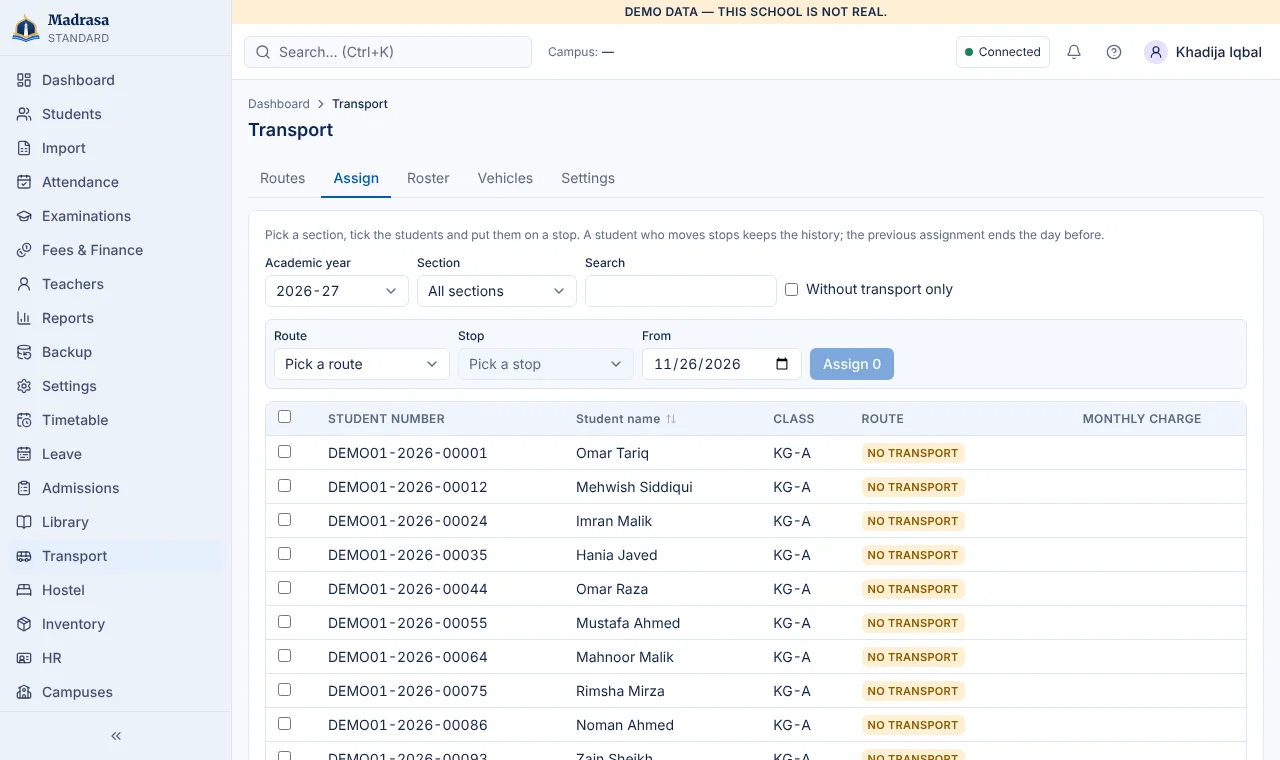 Madrasa
STANDARD
Dashboard
Students
Import
Attendance
Examinations
Fees & Finance
Teachers
Reports
Backup
Settings
Timetable
Leave
Admissions
Library
Transport
Hostel
Inventory
HR
Campuses
«
DEMO DATA — THIS SCHOOL IS NOT REAL.
Search... (Ctrl+K)
Campus: —
Connected
Khadija Iqbal
Dashboard > Transport
Transport
Routes Assign Roster Vehicles Settings
Pick a section, tick the students and put them on a stop. A student who moves stops keeps the history; the previous assignment ends the day before.
Academic year Section Search
2026-27 All sections Without transport only
Route Stop From
Pick a route Pick a stop 11/26/2026 Assign 0
STUDENT NUMBER Student name ↑↓ CLASS ROUTE MONTHLY CHARGE
DEMO01-2026-00001 Omar Tariq KG-A NO TRANSPORT
DEMO01-2026-00012 Mehwish Siddiqui KG-A NO TRANSPORT
DEMO01-2026-00024 Imran Malik KG-A NO TRANSPORT
DEMO01-2026-00035 Hania Javed KG-A NO TRANSPORT
DEMO01-2026-00044 Omar Raza KG-A NO TRANSPORT
DEMO01-2026-00055 Mustafa Ahmed KG-A NO TRANSPORT
DEMO01-2026-00064 Mahnoor Malik KG-A NO TRANSPORT
DEMO01-2026-00075 Rimsha Mirza KG-A NO TRANSPORT
DEMO01-2026-00086 Noman Ahmed KG-A NO TRANSPORT
DEMO01-2026-00093 Zain Sheikh KG-A NO TRANSPORT